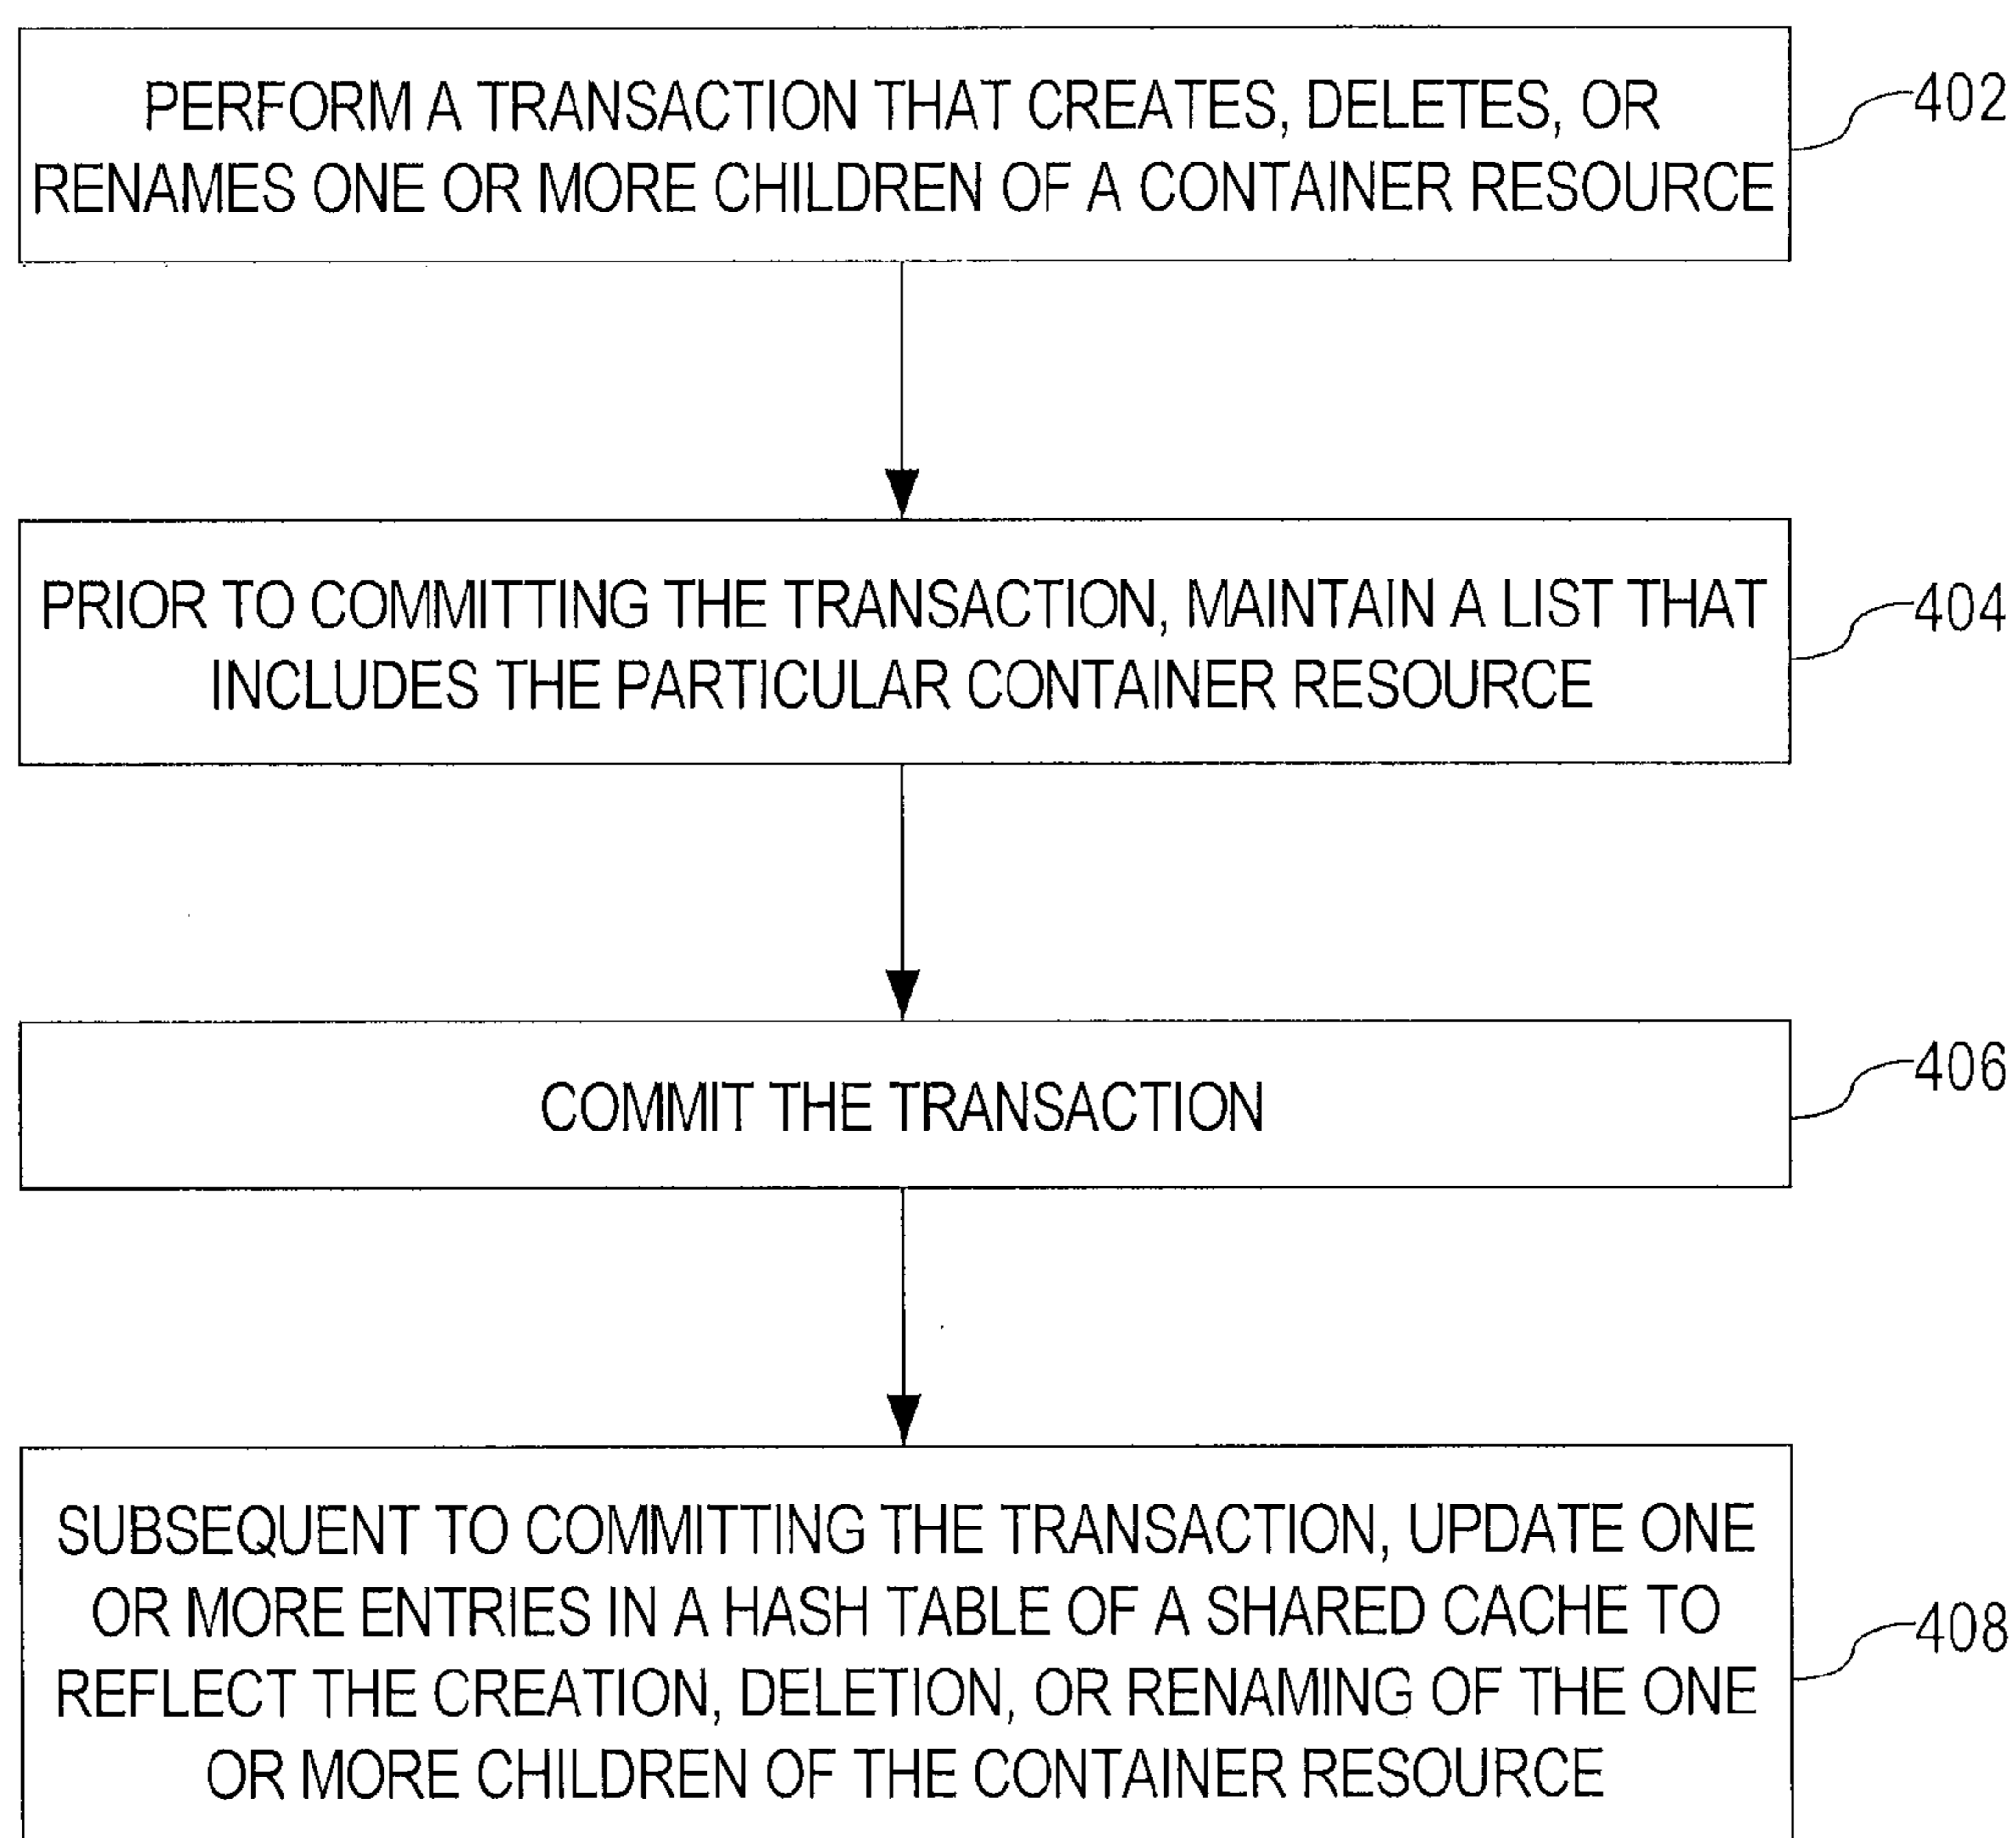 PERFORM A TRANSACTION THAT CREATES, DELETES, OR
RENAMES ONE OR MORE CHILDREN OF A CONTAINER RESOURCE
402
PRIOR TO COMMITTING THE TRANSACTION, MAINTAIN A LIST THAT
INCLUDES THE PARTICULAR CONTAINER RESOURCE
404
COMMIT THE TRANSACTION
406
SUBSEQUENT TO COMMITTING THE TRANSACTION, UPDATE ONE
OR MORE ENTRIES IN A HASH TABLE OF A SHARED CACHE TO
REFLECT THE CREATION, DELETION, OR RENAMING OF THE ONE
OR MORE CHILDREN OF THE CONTAINER RESOURCE
408